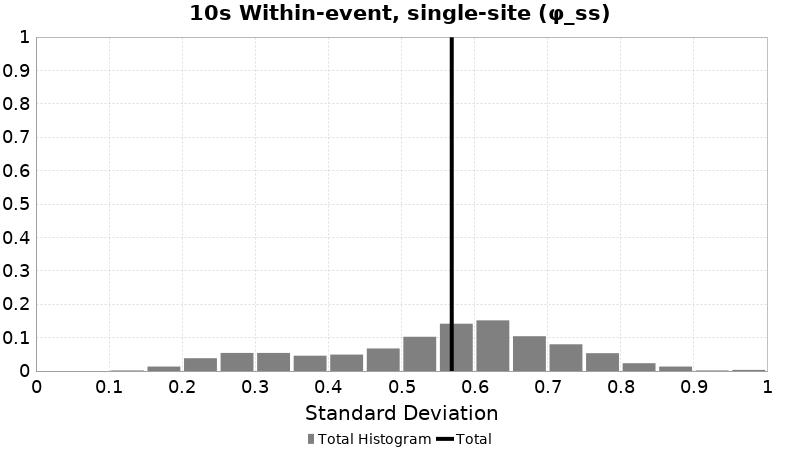 10s Within-event, single-site (φ_ss)
1
0.9
0.8
0.7
0.6
0.5
0.4
0.3
0.2
0.1
0
0 0.1 0.2 0.3 0.4 0.5 0.6 0.7 0.8 0.9 1
Standard Deviation
Total Histogram Total